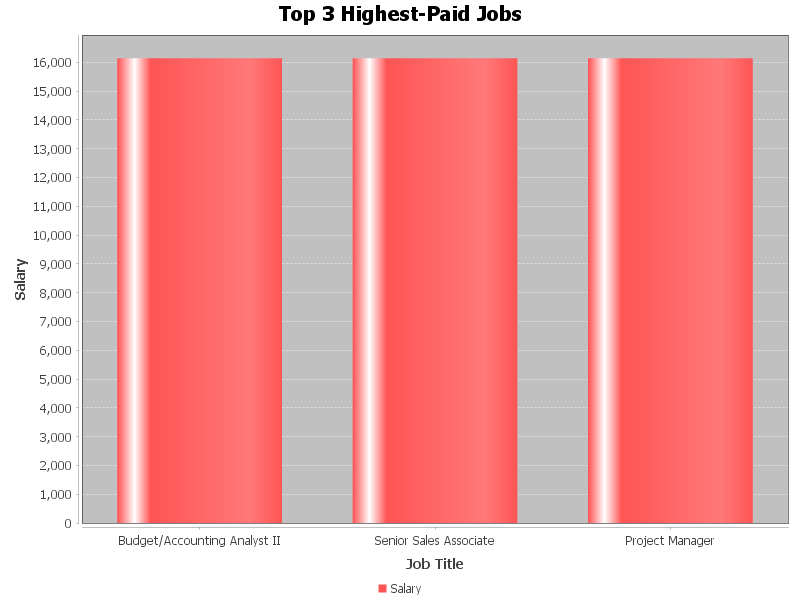 Top 3 Highest-Paid Jobs
16,000
15,000
14,000
13,000
12,000
11,000
10,000
9,000
8,000
7,000
6,000
5,000
4,000
3,000
2,000
1,000
0
Salary
Budget/Accounting Analyst II
Senior Sales Associate
Project Manager
Job Title
Salary